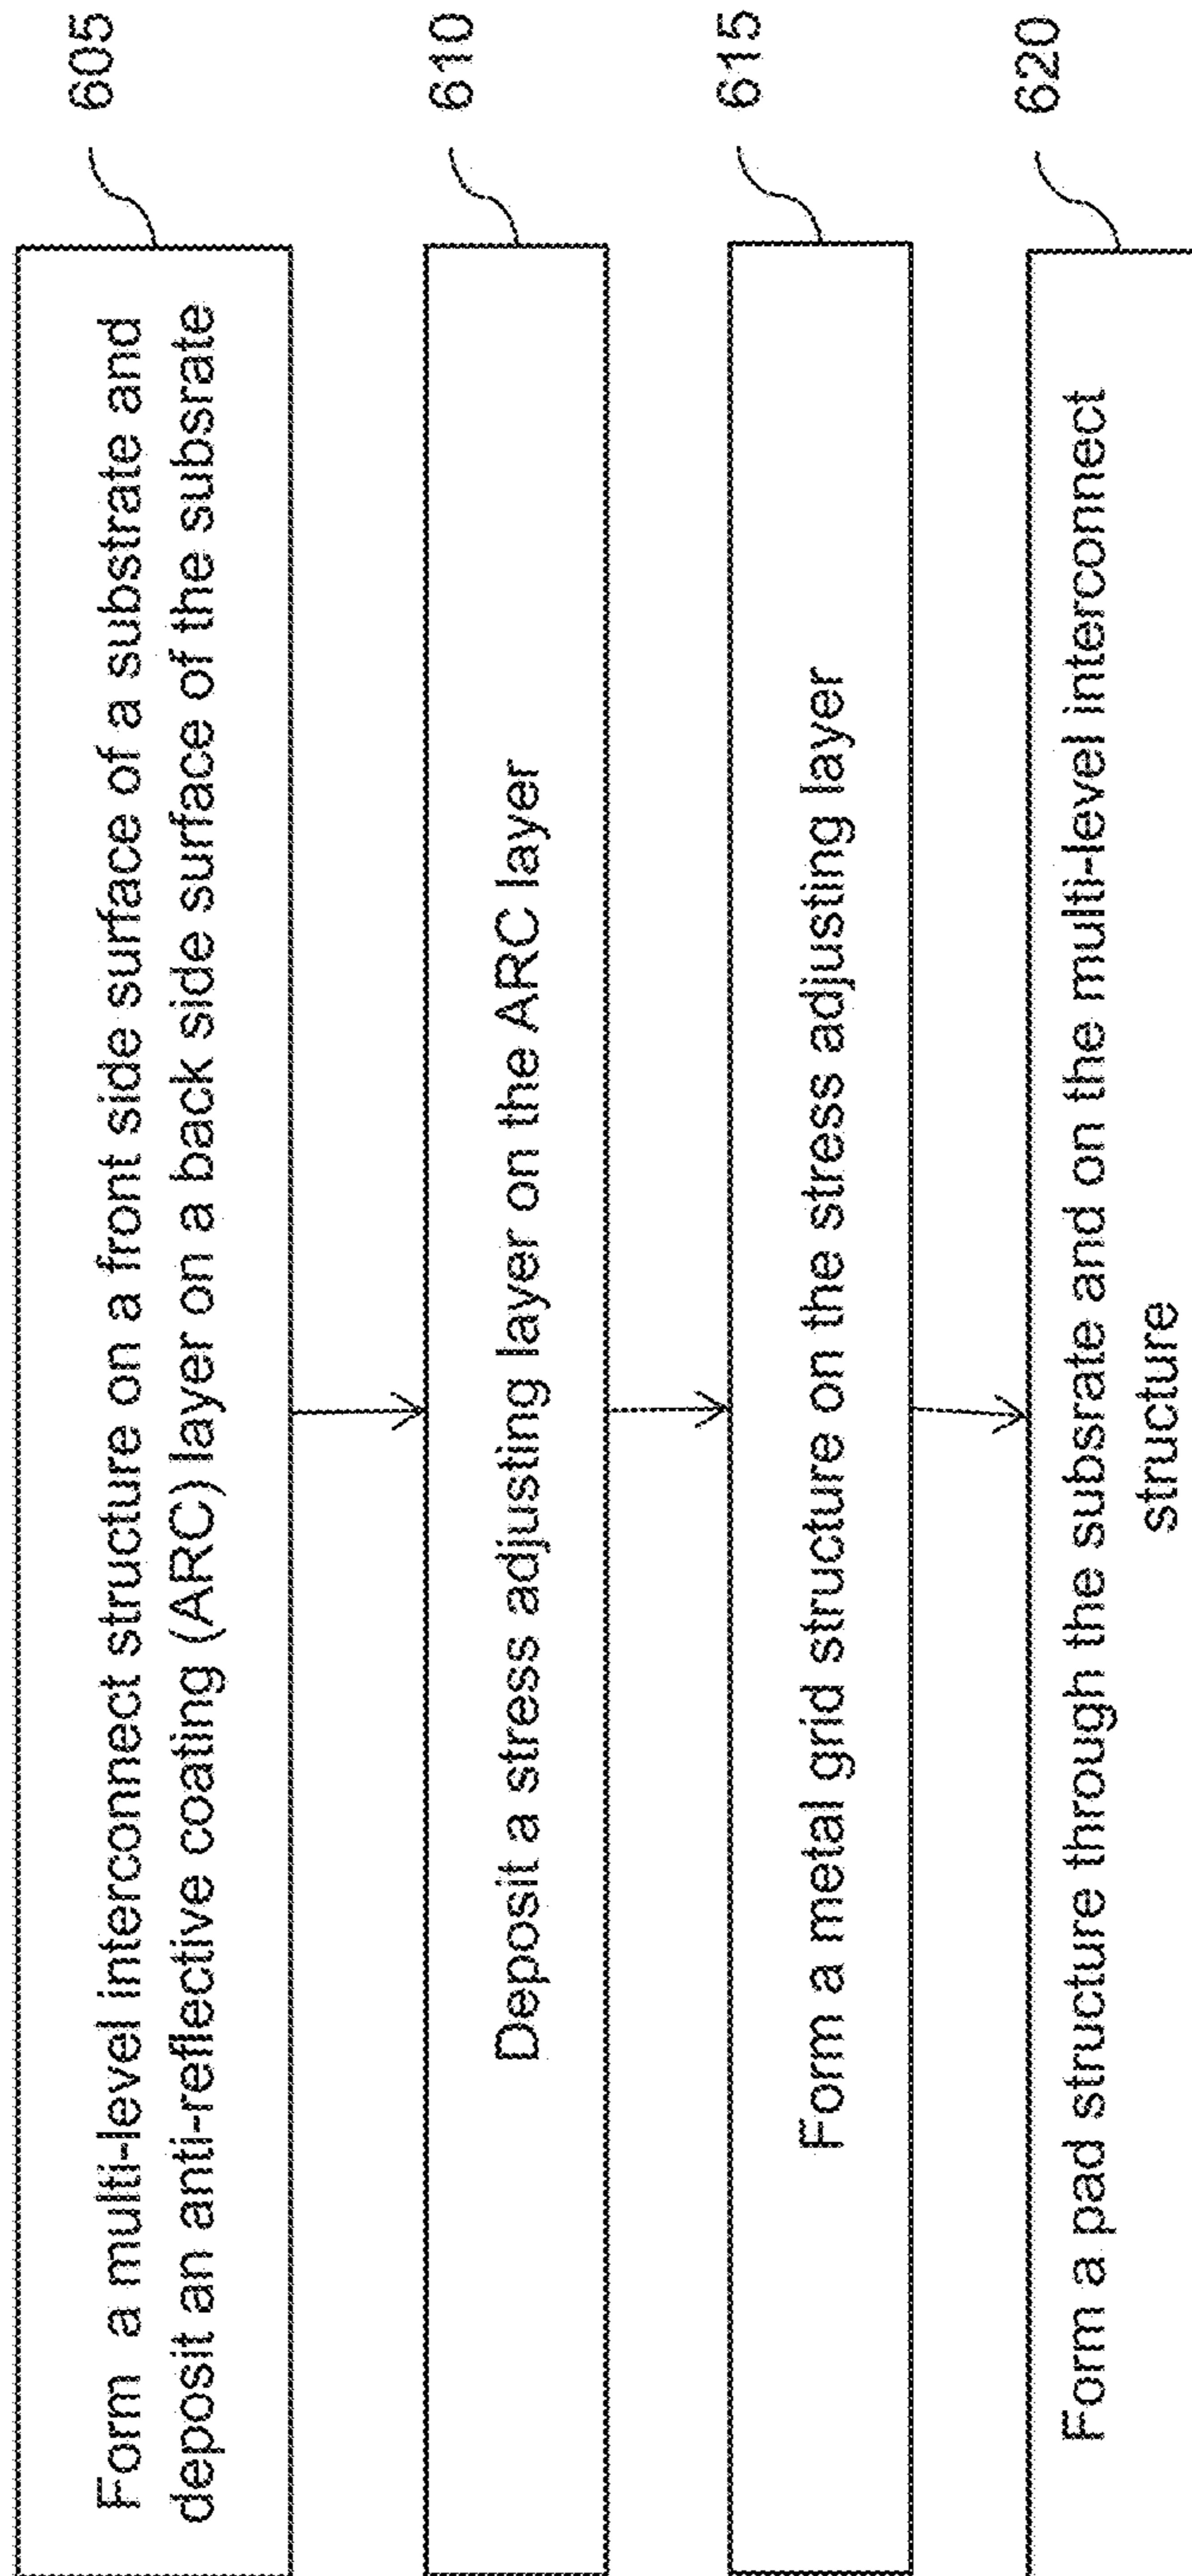 Form a multi-level interconnect structure on a front side surface of a substrate and
deposit an anti-reflective coating (ARC) layer on a back side surface of the subsrate
605
Deposit a stress adjusting layer on the ARC layer
610
Form a metal grid structure on the stress adjusting layer
615
Form a pad structure through the subsrate and on the multi-level interconnect
structure
620